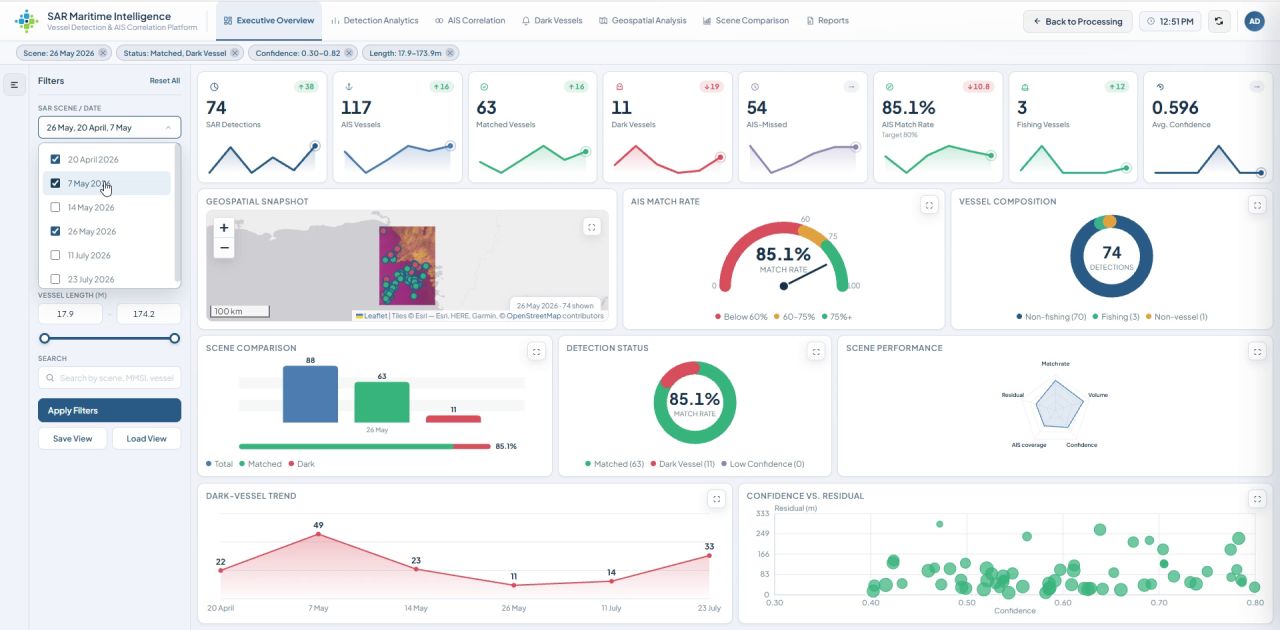 SAR Maritime Intelligence
Vessel Detection & AIS Correlation Platform
Executive Overview
Detection Analytics
AIS Correlation
Dark Vessels
Geospatial Analysis
Scene Comparison
Reports
Back to Processing
12:51 PM
AD
Scene: 26 May 2026
Status: Matched, Dark Vessel
Confidence: 0.30–0.82
Length: 17.9–173.9m
Filters
Reset All
SAR SCENE / DATE
26 May, 20 April, 7 May
20 April 2026
7 May 2026
14 May 2026
26 May 2026
11 July 2026
23 July 2026
VESSEL LENGTH (M)
17.9 - 174.2
SEARCH
Search by scene, MMSI, vessel
Apply Filters
Save View
Load View
↑38
74
SAR Detections
↑16
117
AIS Vessels
↑16
63
Matched Vessels
↓19
11
Dark Vessels
—
54
AIS-Missed
↓10.8
85.1%
AIS Match Rate
Target 80%
↑12
3
Fishing Vessels
—
0.596
Avg. Confidence
GEOSPATIAL SNAPSHOT
+
−
100 km
26 May 2026 · 74 shown
Leaflet | Tiles © Esri — Esri, HERE, Garmin, © OpenStreetMap contributors
AIS MATCH RATE
60
75
85.1%
MATCH RATE
0
100
Below 60%
60–75%
75%+
VESSEL COMPOSITION
74
DETECTIONS
Non-fishing (70)
Fishing (3)
Non-vessel (1)
SCENE COMPARISON
88
63
11
26 May
85.1%
Total
Matched
Dark
DETECTION STATUS
85.1%
MATCH RATE
Matched (63)
Dark Vessel (11)
Low Confidence (0)
SCENE PERFORMANCE
Match rate
Residual
Volume
AIS coverage
Confidence
DARK-VESSEL TREND
22
49
23
11
14
33
20 April
7 May
14 May
26 May
11 July
23 July
CONFIDENCE VS. RESIDUAL
Residual (m)
333
249
166
83
0
0.30
0.40
0.50
0.60
0.70
0.80
Confidence